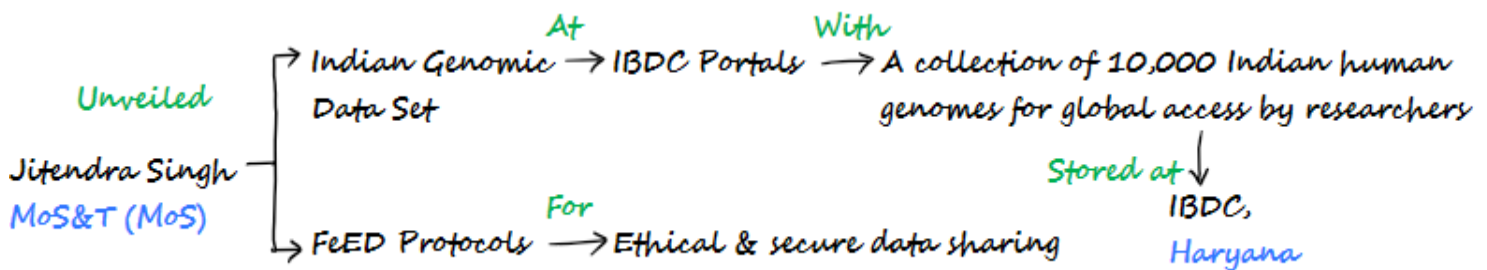 At
With
Indian Genomic
IBDC Portals
A collection of 10,000 Indian human
Unveiled
Data Set
genomes for global access by researchers
Jitendra Singh
Stored at
MoS&T (MoS)
For
IBDC,
FeED Protocols
Ethical & secure data sharing
Haryana